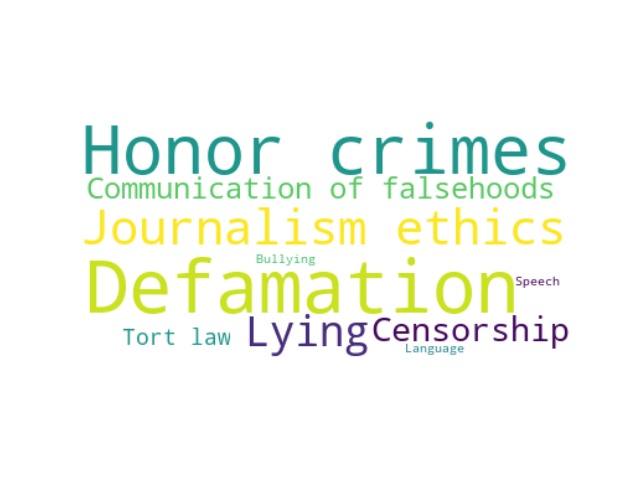 Honor crimes
Communication of falsehoods
Journalism ethics
Bullying
Defamation
Speech
Tort law
Lying
Censorship
Language